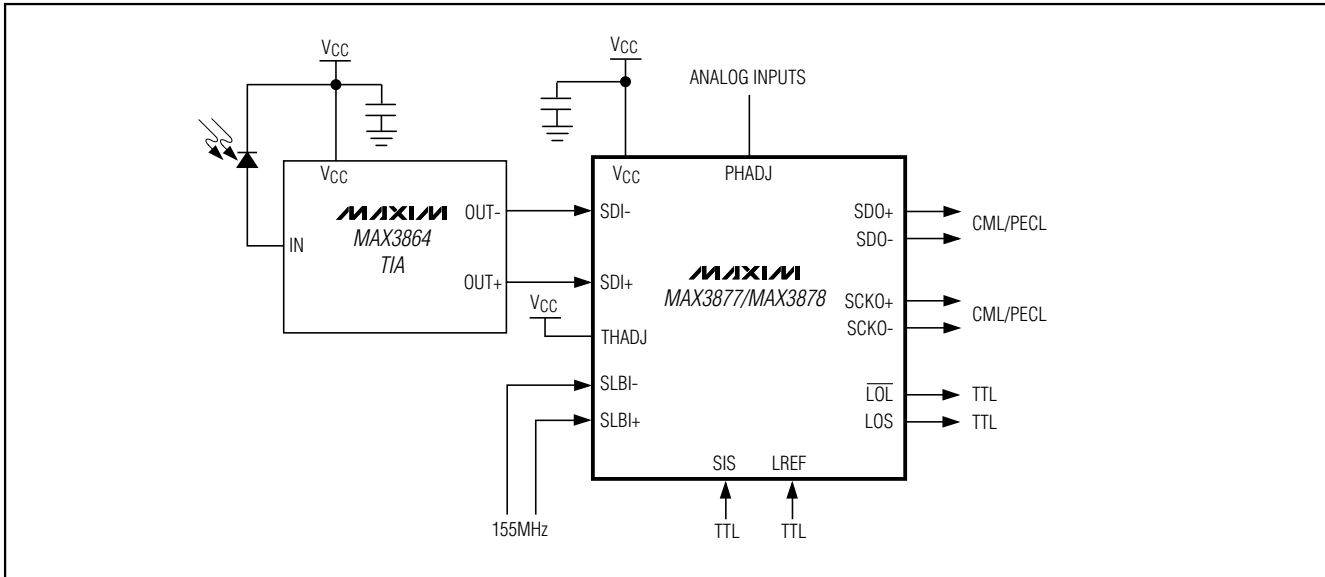 VCC
VCC
ANALOG INPUTS
VCC
MAXIM
MAX3864
TIA
IN
OUT-
OUT+
VCC
VCC
PHADJ
SDI-
SDI+
THADJ
SLBI-
SLBI+
MAXIM
MAX3877/MAX3878
SDO+
SDO-
CML/PECL
SCKO+
SCKO-
CML/PECL
L̅O̅L̅
TTL
LOS
TTL
SIS
LREF
155MHz
TTL
TTL